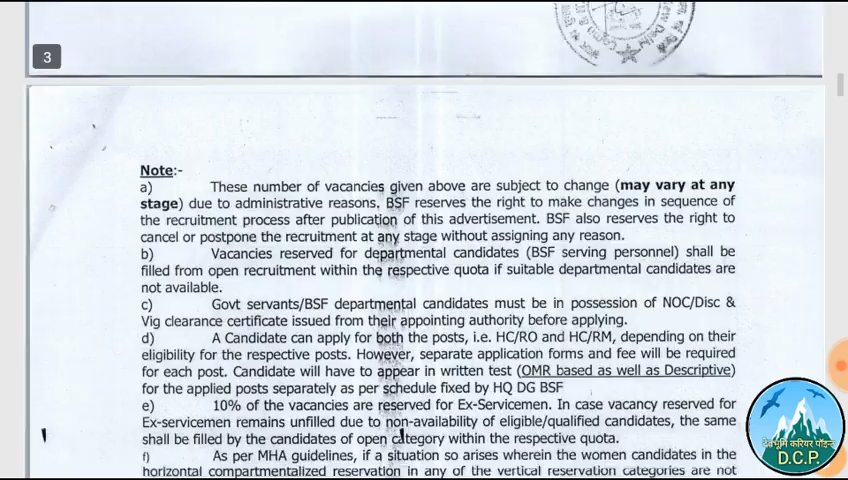 3
Note:-
a) These number of vacancies given above are subject to change (may vary at any
stage) due to administrative reasons. BSF reserves the right to make changes in sequence of
the recruitment process after publication of this advertisement. BSF also reserves the right to
cancel or postpone the recruitment at any stage without assigning any reason.
b) Vacancies reserved for departmental candidates (BSF serving personnel) shall be
filled from open recruitment within the respective quota if suitable departmental candidates are
not available.
c) Govt servants/BSF departmental candidates must be in possession of NOC/Disc &
Vig clearance certificate issued from their appointing authority before applying.
d) A Candidate can apply for both the posts, i.e. HC/RO and HC/RM, depending on their
eligibility for the respective posts. However, separate application forms and fee will be required
for each post. Candidate will have to appear in written test (OMR based as well as Descriptive)
for the applied posts separately as per schedule fixed by HQ DG BSF
e) 10% of the vacancies are reserved for Ex-Servicemen. In case vacancy reserved for
Ex-servicemen remains unfilled due to non-availability of eligible/qualified candidates, the same
shall be filled by the candidates of open category within the respective quota.
f) As per MHA guidelines, if a situation so arises wherein the women candidates in the
horizontal compartmentalized reservation in any of the vertical reservation categories are not
देवभूमि करियर पॉइन्ट
D.C.P.